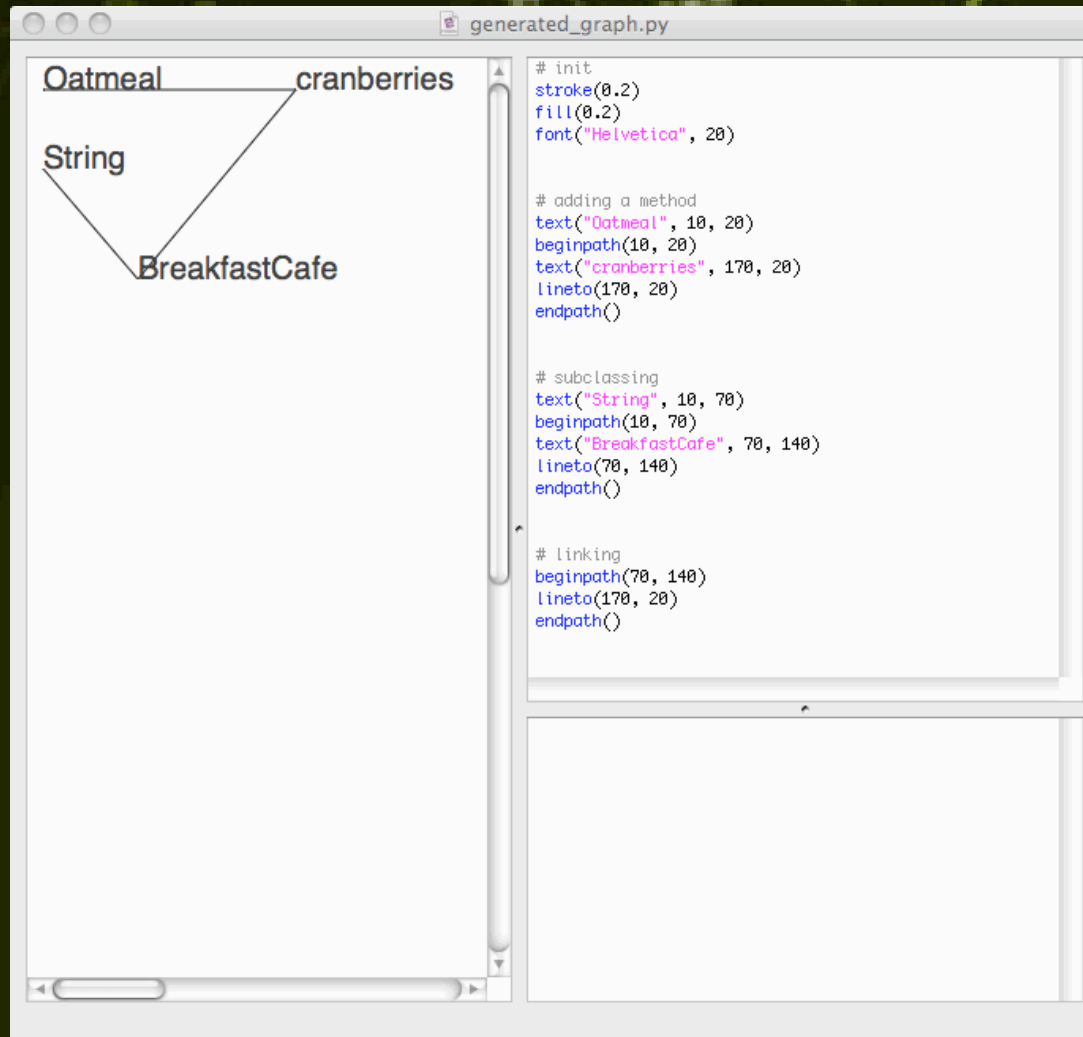 generated_graph.py
Oatmeal cranberries
String
BreakfastCafe
# init
stroke(0.2)
fill(0.2)
font("Helvetica", 20)
# adding a method
text("Oatmeal", 10, 20)
beginpath(10, 20)
text("cranberries", 170, 20)
lineto(170, 20)
endpath()
# subclassing
text("String", 10, 70)
beginpath(10, 70)
text("BreakfastCafe", 70, 140)
lineto(70, 140)
endpath()
# linking
beginpath(70, 140)
lineto(170, 20)
endpath()